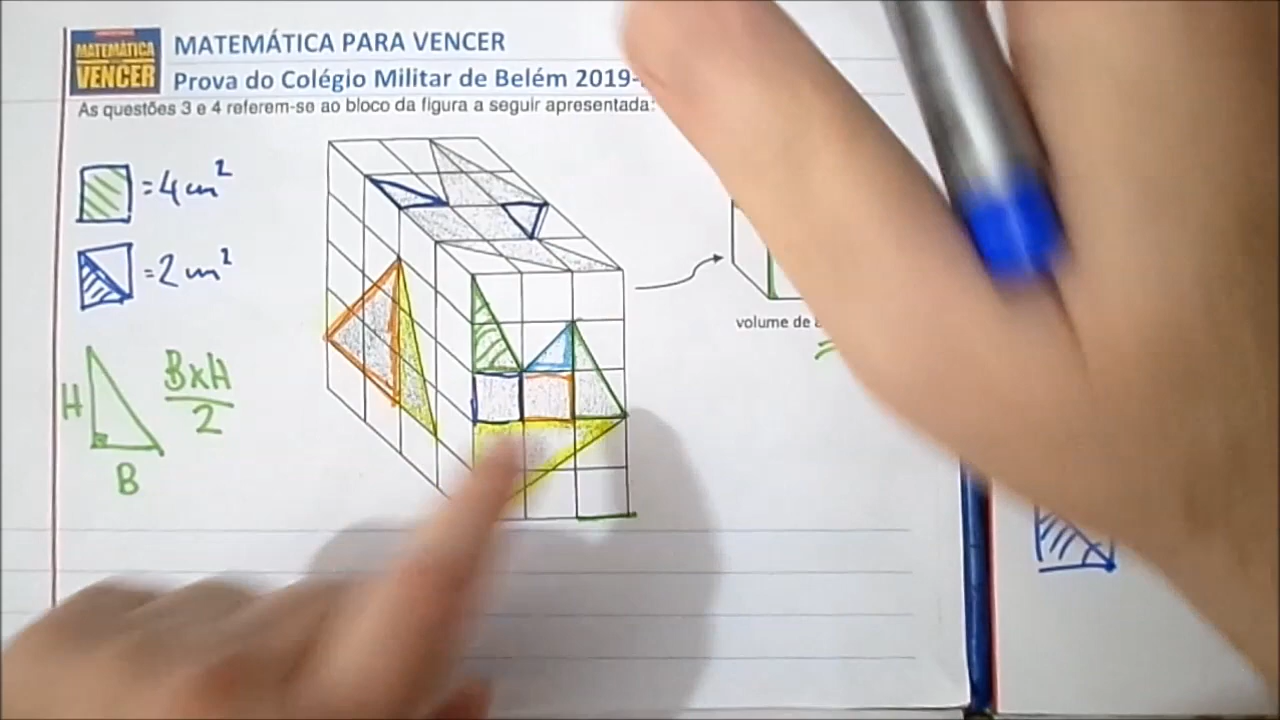 MATEMÁTICA
VENCER
MATEMÁTICA PARA VENCER
Prova do Colégio Militar de Belém 2019-
As questões 3 e 4 referem-se ao bloco da figura a seguir apresentada:
= 4 cm²
= 2 cm²
H
B
BxH
2
volume de